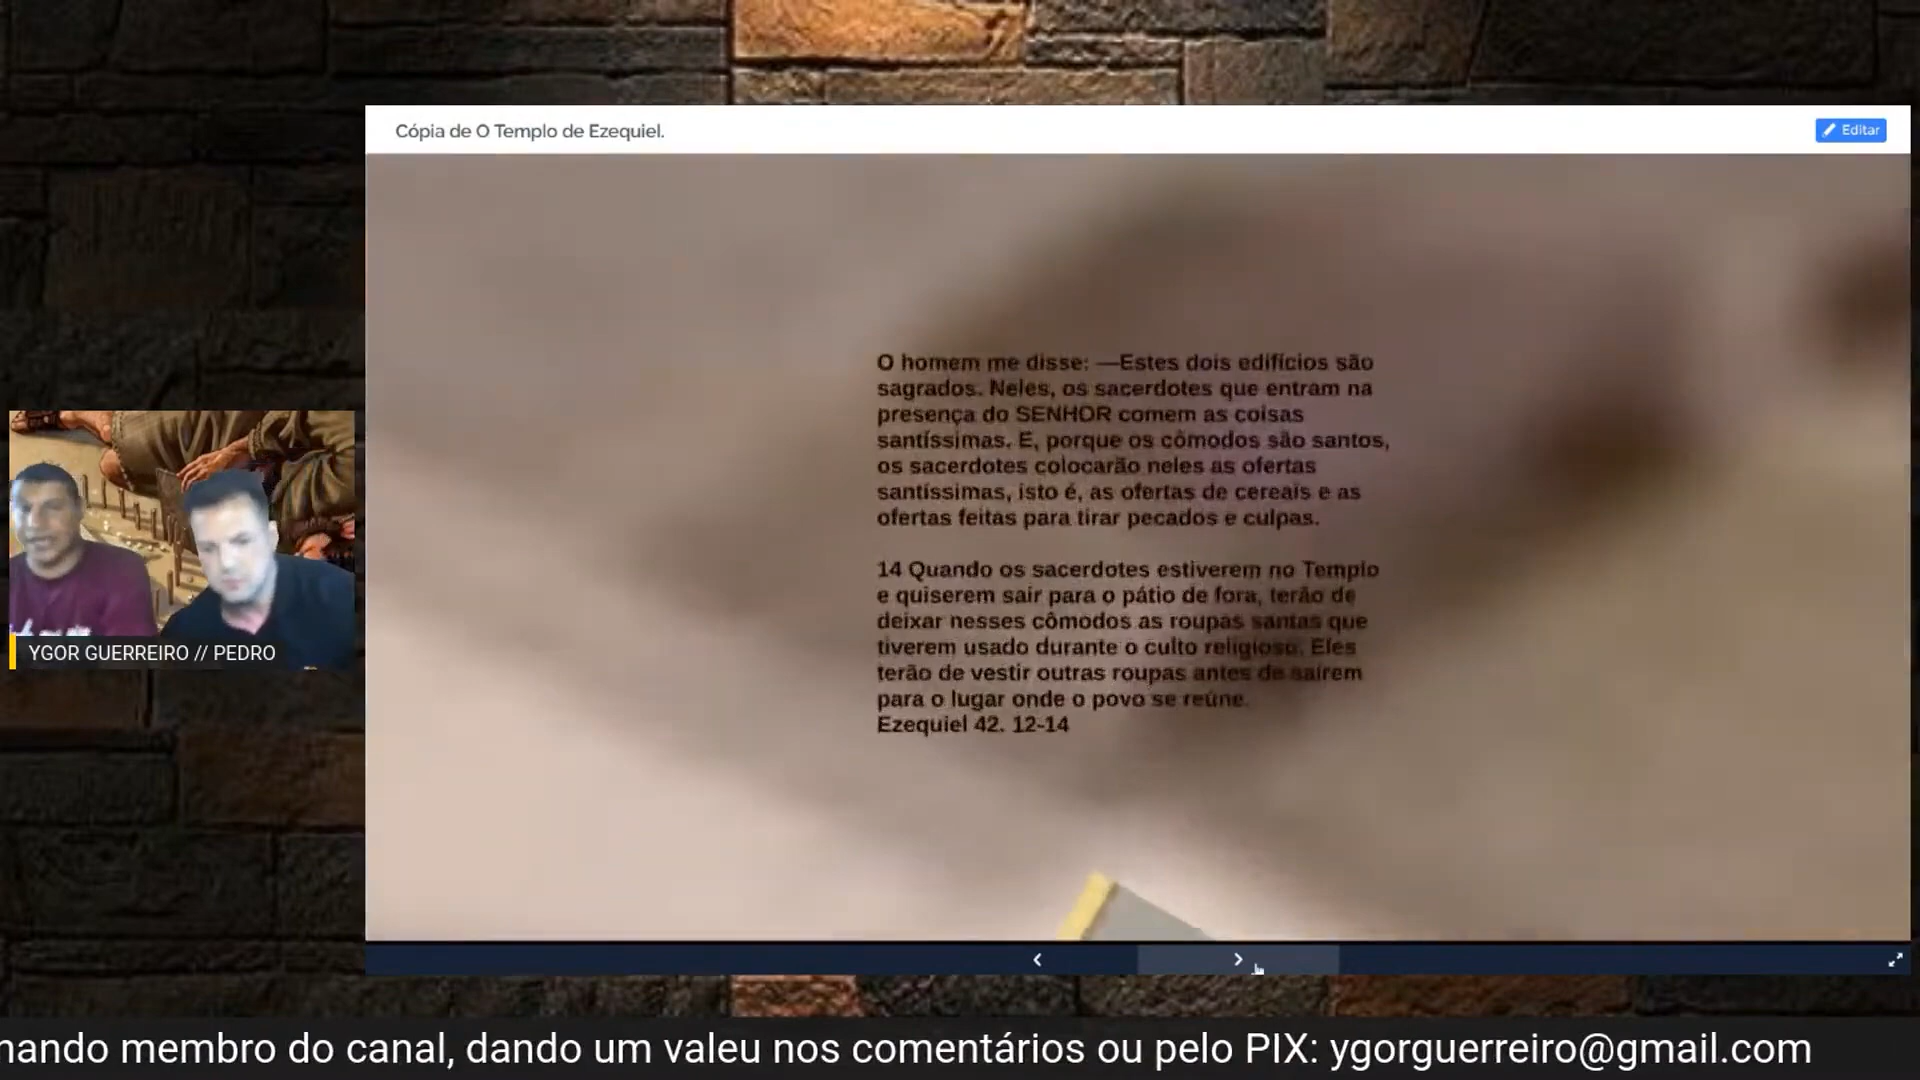 Cópia de O Templo de Ezequiel.
Editar
O homem me disse: —Estes dois edifícios são
sagrados. Neles, os sacerdotes que entram na
presença do SENHOR comem as coisas
santíssimas. E, porque os cômodos são santos,
os sacerdotes colocarão neles as ofertas
santíssimas, isto é, as ofertas de cereais e as
ofertas feitas para tirar pecados e culpas.
14 Quando os sacerdotes estiverem no Templo
e quiserem sair para o pátio de fora, terão de
deixar nesses cômodos as roupas santas que
tiverem usado durante o culto religioso. Eles
terão de vestir outras roupas antes de saírem
para o lugar onde o povo se reúne.
Ezequiel 42. 12-14
YGOR GUERREIRO // PEDRO
nando membro do canal, dando um valeu nos comentários ou pelo PIX: ygorguerreiro@gmail.com